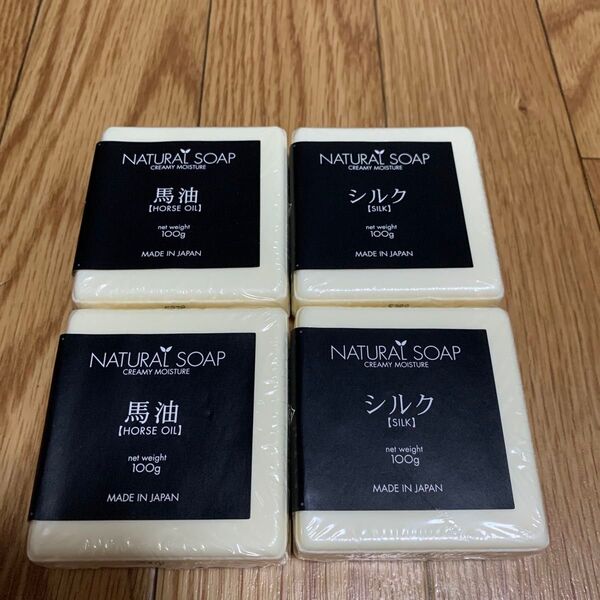 NATURAL SOAP
CREAMY MOISTURE
馬油
【HORSE OIL】
net weight
100g
MADE IN JAPAN
NATURAL SOAP
CREAMY MOISTURE
シルク
【SILK】
net weight
100g
MADE IN JAPAN
NATURAL SOAP
CREAMY MOISTURE
馬油
【HORSE OIL】
net weight
100g
MADE IN JAPAN
NATURAL SOAP
CREAMY MOISTURE
シルク
【SILK】
net weight
100g
MADE IN JAPAN